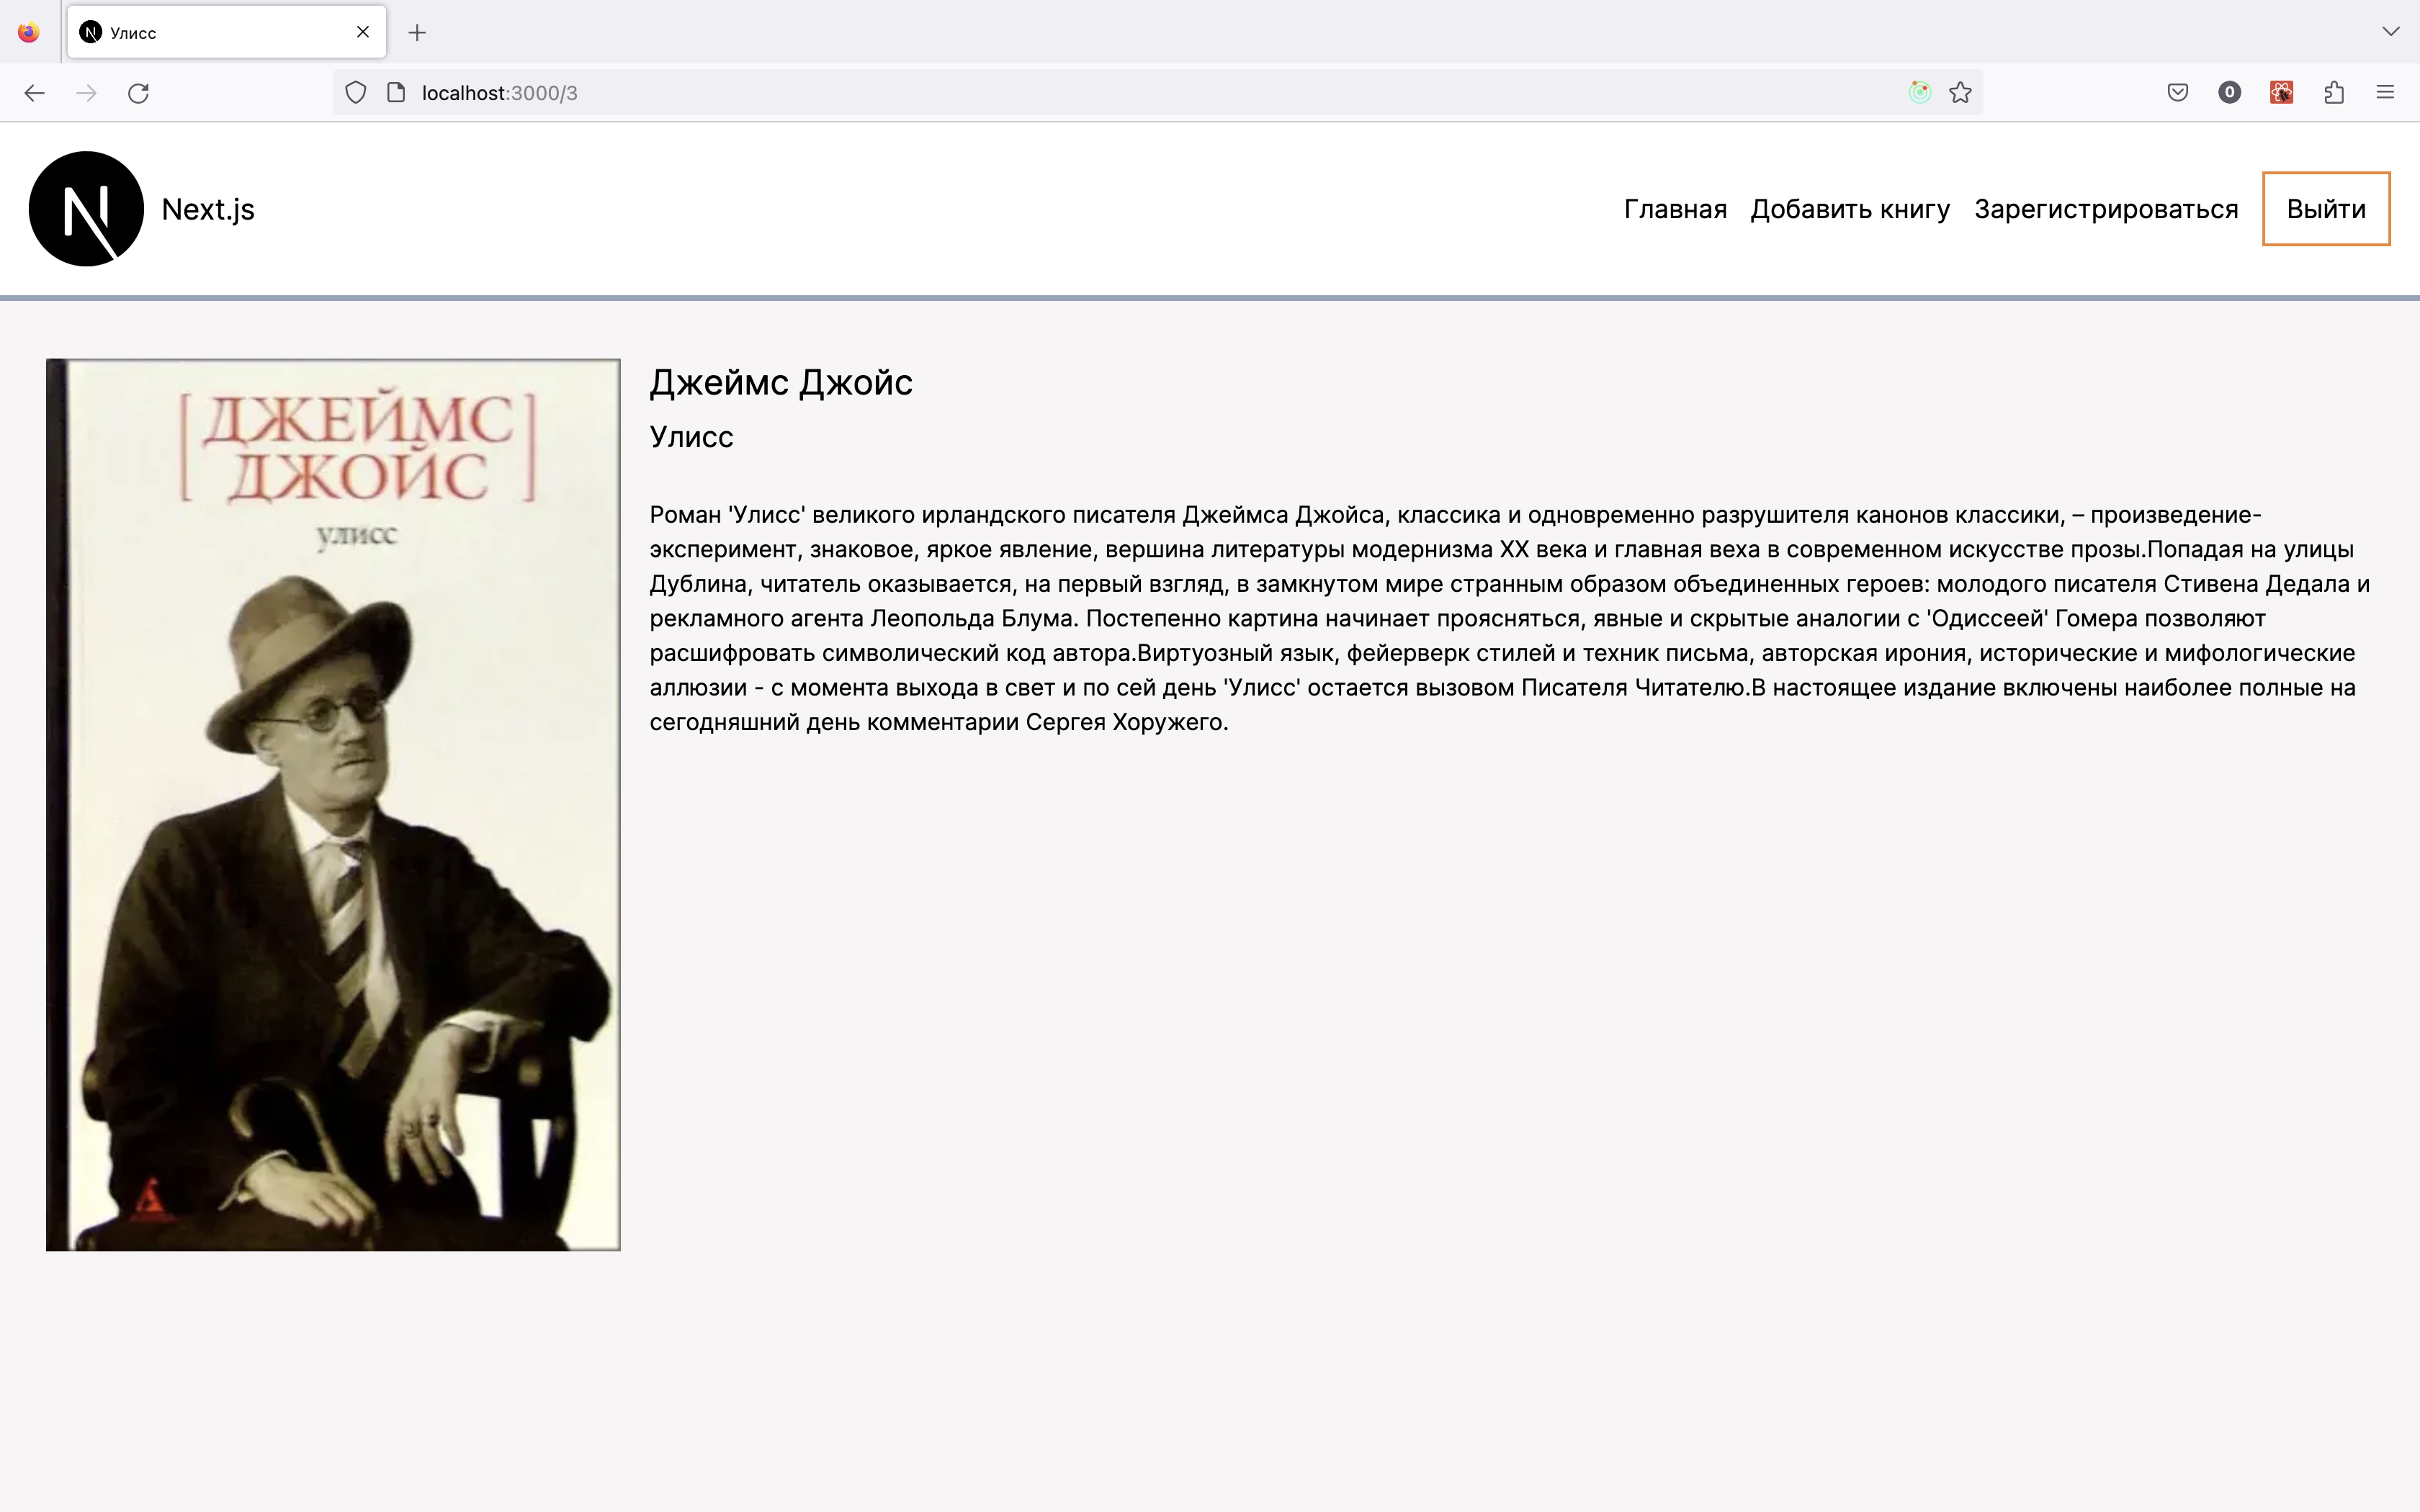 Улисс
localhost:3000/3
0
Next.js
Главная Добавить книгу Зарегистрироваться Выйти
[ДЖЕЙМС
ДЖОЙС]
улисс
Джеймс Джойс
Улисс
Роман 'Улисс' великого ирландского писателя Джеймса Джойса, классика и одновременно разрушителя канонов классики, – произведение-
эксперимент, знаковое, яркое явление, вершина литературы модернизма XX века и главная веха в современном искусстве прозы.Попадая на улицы
Дублина, читатель оказывается, на первый взгляд, в замкнутом мире странным образом объединенных героев: молодого писателя Стивена Дедала и
рекламного агента Леопольда Блума. Постепенно картина начинает проясняться, явные и скрытые аналогии с 'Одиссеей' Гомера позволяют
расшифровать символический код автора.Виртуозный язык, фейерверк стилей и техник письма, авторская ирония, исторические и мифологические
аллюзии - с момента выхода в свет и по сей день 'Улисс' остается вызовом Писателя Читателю.В настоящее издание включены наиболее полные на
сегодняшний день комментарии Сергея Хоружего.